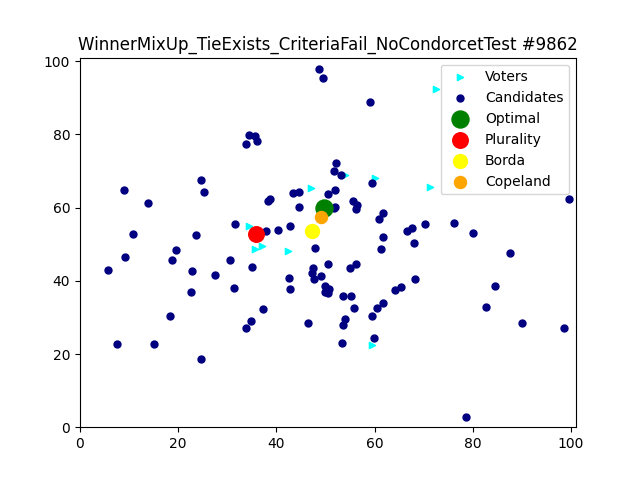 WinnerMixUp_TieExists_CriteriaFail_NoCondorcetTest #9862
Voters
Candidates
Optimal
Plurality
Borda
Copeland
100
80
60
40
20
0
0 20 40 60 80 100